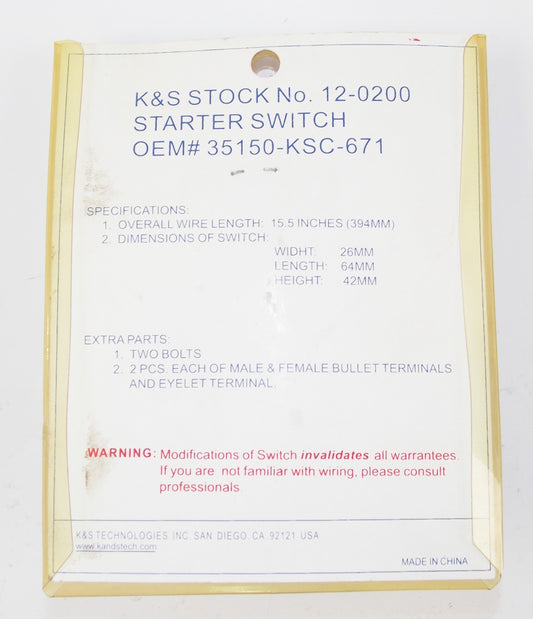 K&S STOCK No. 12-0200
STARTER SWITCH
OEM# 35150-KSC-671
SPECIFICATIONS:
1. OVERALL WIRE LENGTH: 15.5 INCHES (394MM)
2. DIMENSIONS OF SWITCH:
WIDHT: 26MM
LENGTH: 64MM
HEIGHT: 42MM
EXTRA PARTS:
1. TWO BOLTS
2. 2 PCS. EACH OF MALE & FEMALE BULLET TERMINALS
AND EYELET TERMINAL.
WARNING: Modifications of Switch invalidates all warrantees.
If you are not familiar with wiring, please consult
professionals.
K&S TECHNOLOGIES INC. SAN DIEGO. CA. 92121. USA
www.kandstech.com
MADE IN CHINA